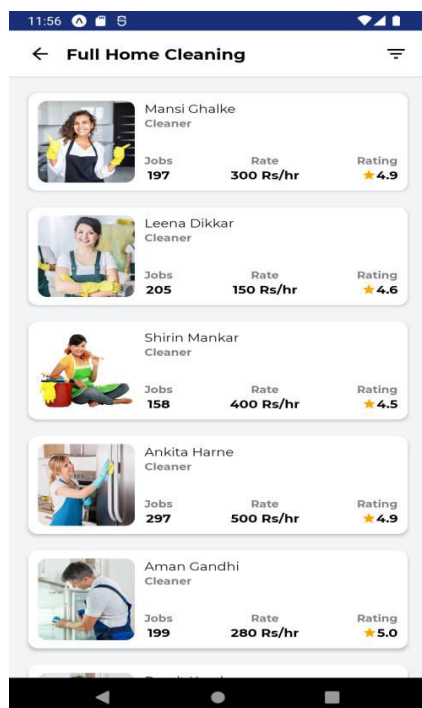 11:56
Full Home Cleaning
Mansi Ghalke
Cleaner
Jobs Rate Rating
197 300 Rs/hr 4.9
Leena Dikkar
Cleaner
Jobs Rate Rating
205 150 Rs/hr 4.6
Shirin Mankar
Cleaner
Jobs Rate Rating
158 400 Rs/hr 4.5
Ankita Harne
Cleaner
Jobs Rate Rating
297 500 Rs/hr 4.9
Aman Gandhi
Cleaner
Jobs Rate Rating
199 280 Rs/hr 5.0